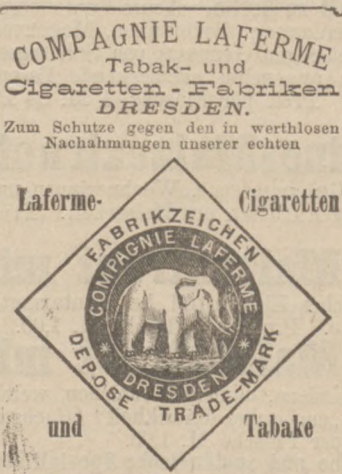 COMPAGNIE LAFERME
Tabak- und
Cigaretten - Fabriken
DRESDEN.
Zum Schutze gegen den in werthlosen
Nachahmungen unserer echten
Laferme- Cigaretten
FABRIKZEICHEN
COMPAGNIE LAFERME
DRESDEN
DEPOSE TRADE-MARK
und Tabake